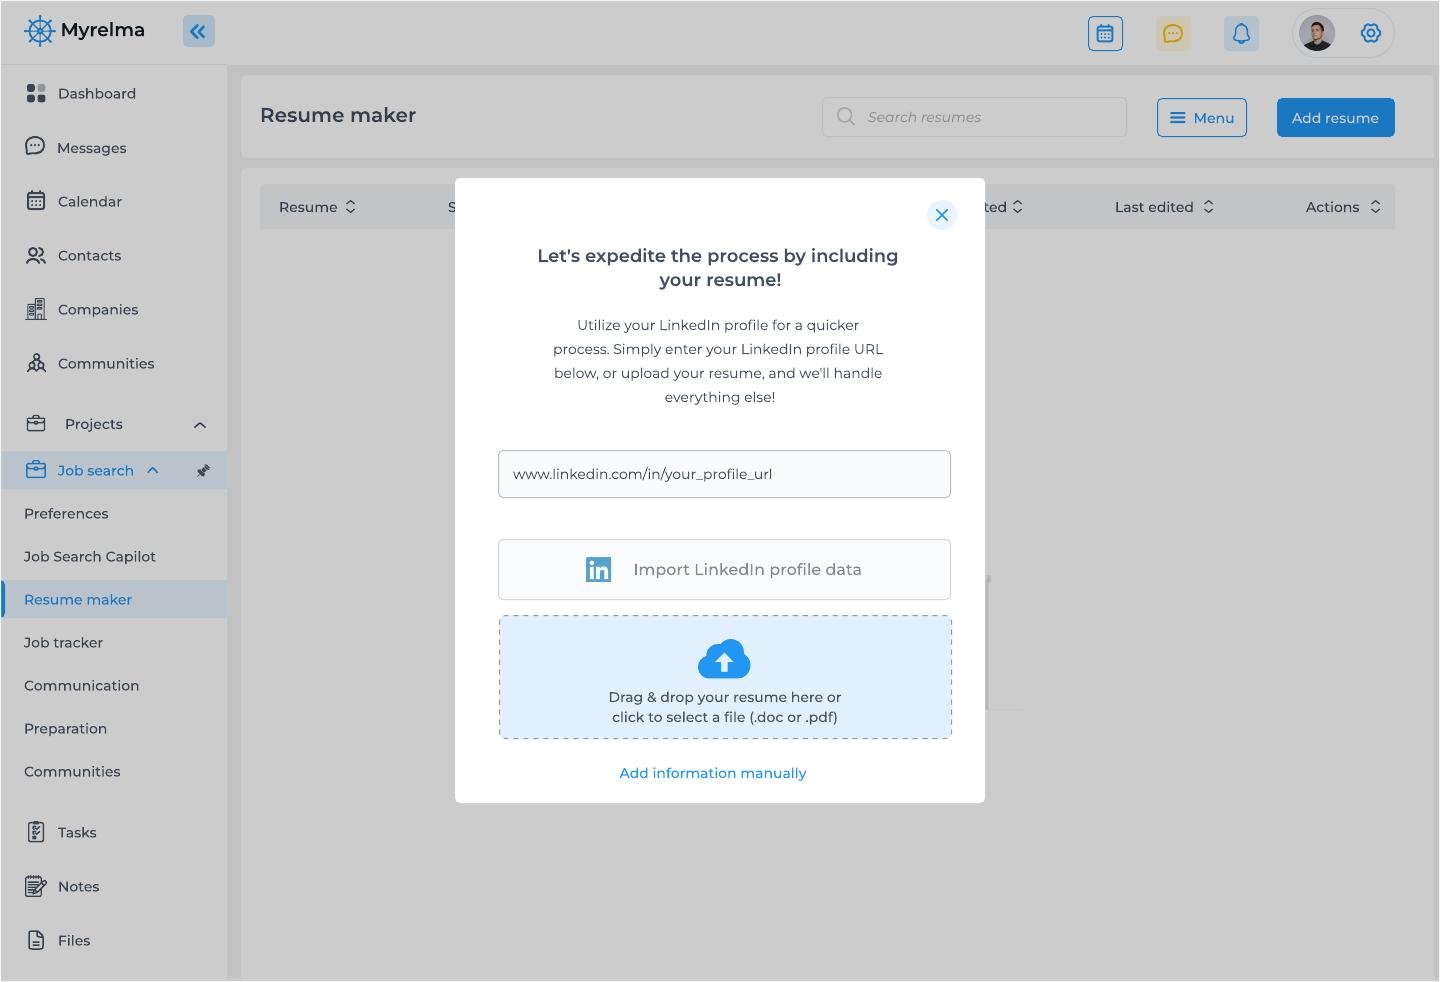 Myrelma
Dashboard
Messages
Calendar
Contacts
Companies
Communities
Projects
Job search
Preferences
Job Search Capilot
Resume maker
Job tracker
Communication
Preparation
Communities
Tasks
Notes
Files
Resume maker
Search resumes
Menu
Add resume
Resume
S
ted
Last edited
Actions
Let's expedite the process by including
your resume!
Utilize your LinkedIn profile for a quicker
process. Simply enter your LinkedIn profile URL
below, or upload your resume, and we'll handle
everything else!
www.linkedin.com/in/your_profile_url
in
Import LinkedIn profile data
Drag & drop your resume here or
click to select a file (.doc or .pdf)
Add information manually